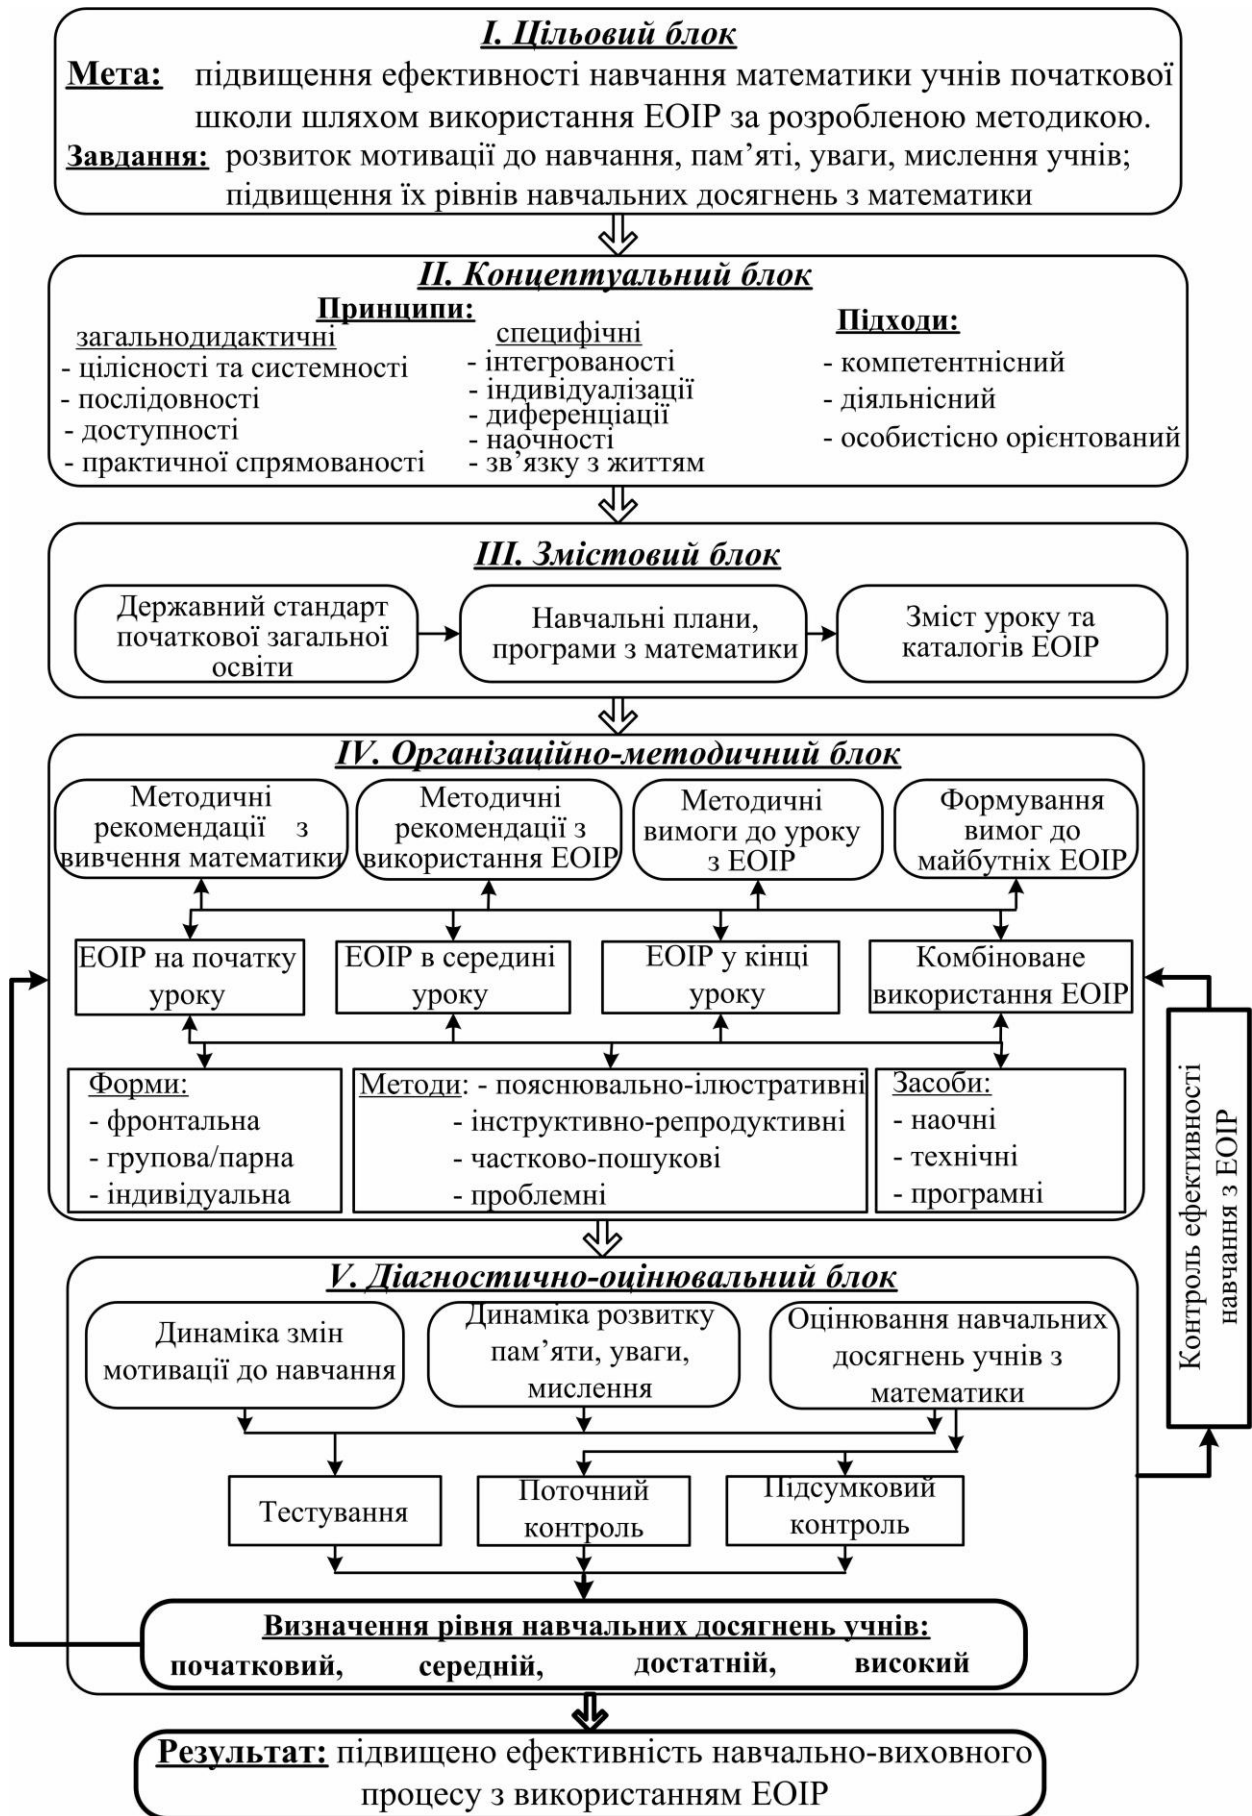 I. Цільовий блок
Мета: підвищення ефективності навчання математики учнів початкової
школи шляхом використання ЕОІР за розробленою методикою.
Завдання: розвиток мотивації до навчання, пам’яті, уваги, мислення учнів;
підвищення їх рівнів навчальних досягнень з математики
II. Концептуальний блок
Принципи:
загальнодидактичні
- цілісності та системності
- послідовності
- доступності
- практичної спрямованості
специфічні
- інтегрованості
- індивідуалізації
- диференціації
- наочності
- зв’язку з життям
Підходи:
- компетентнісний
- діяльнісний
- особистісно орієнтований
III. Змістовий блок
Державний стандарт
початкової загальної
освіти
Навчальні плани,
програми з математики
Зміст уроку та
каталогів ЕОІР
IV. Організаційно-методичний блок
Методичні
рекомендації з
вивчення математики
Методичні
рекомендації з
використання ЕОІР
Методичні
вимоги до уроку
з ЕОІР
Формування
вимог до
майбутніх ЕОІР
ЕОІР на початку
уроку
ЕОІР в середині
уроку
ЕОІР у кінці
уроку
Комбіноване
використання ЕОІР
Форми:
- фронтальна
- групова/парна
- індивідуальна
Методи: - пояснювально-ілюстративні
- інструктивно-репродуктивні
- частково-пошукові
- проблемні
Засоби:
- наочні
- технічні
- програмні
Контроль ефективності
навчання з ЕОІР
V. Діагностично-оцінювальний блок
Динаміка змін
мотивації до навчання
Динаміка розвитку
пам’яти, уваги,
мислення
Оцінювання навчальних
досягнень учнів з
математики
Тестування
Поточний
контроль
Підсумковий
контроль
Визначення рівня навчальних досягнень учнів:
початковий, середній, достатній, високий
Результат: підвищено ефективність навчально-виховного
процесу з використанням ЕОІР